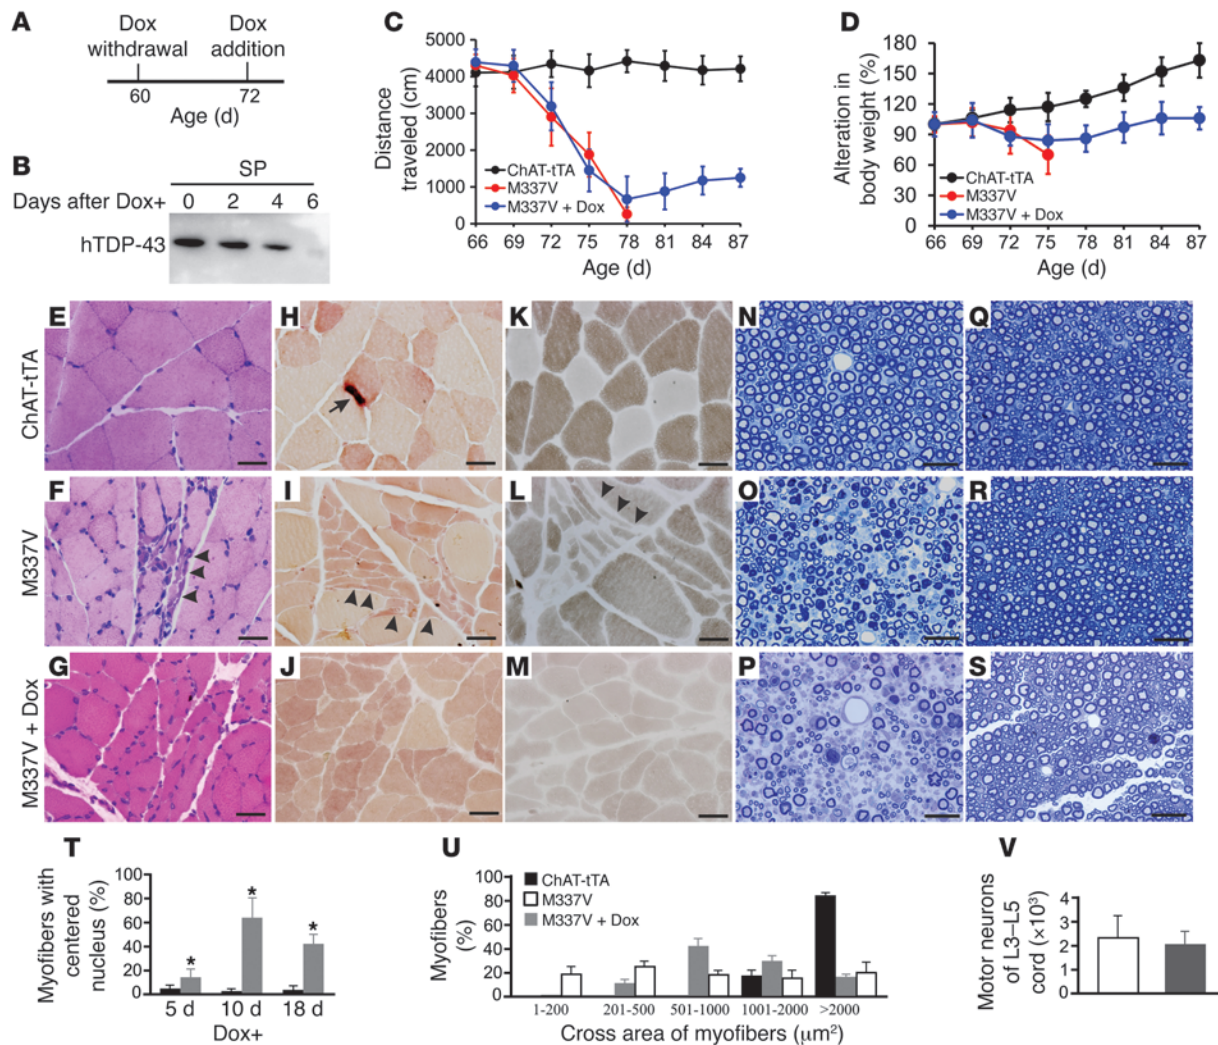 A
Dox
withdrawal
Dox
addition
60
72
Age (d)
B
SP
Days after Dox+ 0 2 4 6
hTDP-43
C
Distance
traveled (cm)
5000
4000
3000
2000
1000
0
ChAT-tTA
M337V
M337V + Dox
66 69 72 75 78 81 84 87
Age (d)
D
Alteration in
body weight (%)
180
150
120
90
60
30
0
ChAT-tTA
M337V
M337V + Dox
66 69 72 75 78 81 84 87
Age (d)
ChAT-tTA
E H K N Q
M337V
F I L O R
M337V + Dox
G J M P S
T
Myofibers with
centered
nucleus (%)
100
80
60
40
20
0
* * *
5 d 10 d 18 d
Dox+
U
Myofibers
(%)
100
80
60
40
20
0
ChAT-tTA
M337V
M337V + Dox
1-200 201-500 501-1000 1001-2000 >2000
Cross area of myofibers (μm²)
V
Motor neurons
of L3–L5
cord (×10³)
4
3
2
1
0